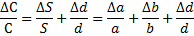 ΔC/C = ΔS/S + Δd/d = Δa/a + Δb/b + Δd/d